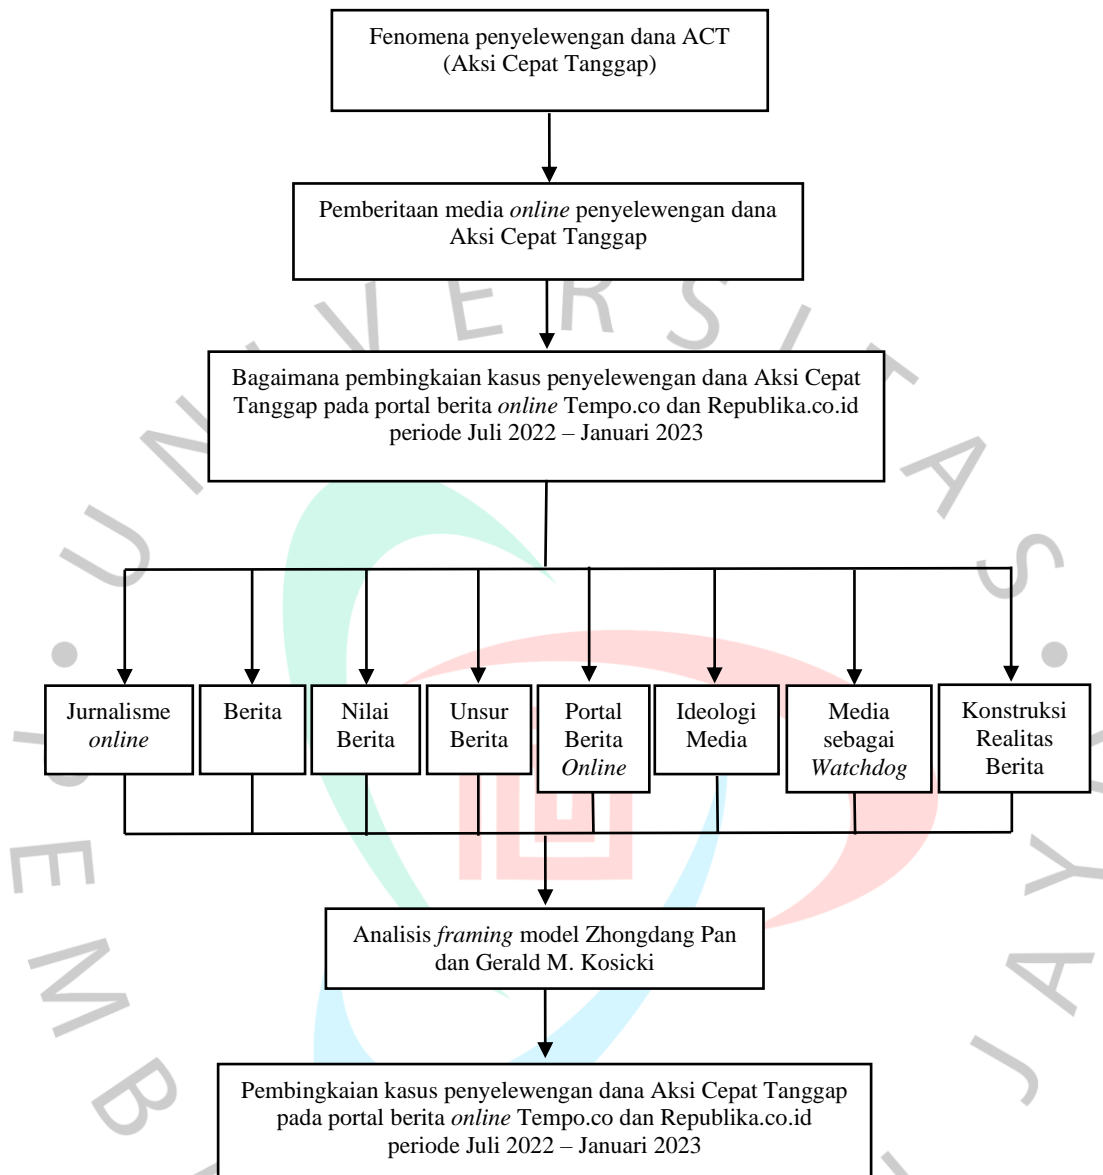 Fenomena penyelewengan dana ACT
(Aksi Cepat Tanggap)
Pemberitaan media online penyelewengan dana
Aksi Cepat Tanggap
Bagaimana pembingkaian kasus penyelewengan dana Aksi Cepat
Tanggap pada portal berita online Tempo.co dan Republika.co.id
periode Juli 2022 – Januari 2023
Jurnalisme
online
Berita
Nilai
Berita
Unsur
Berita
Portal
Berita
Online
Ideologi
Media
Media
sebagai
Watchdog
Konstruksi
Realitas
Berita
Analisis framing model Zhongdang Pan
dan Gerald M. Kosicki
Pembingkaian kasus penyelewengan dana Aksi Cepat Tanggap
pada portal berita online Tempo.co dan Republika.co.id
periode Juli 2022 – Januari 2023
UNIVERSITAS